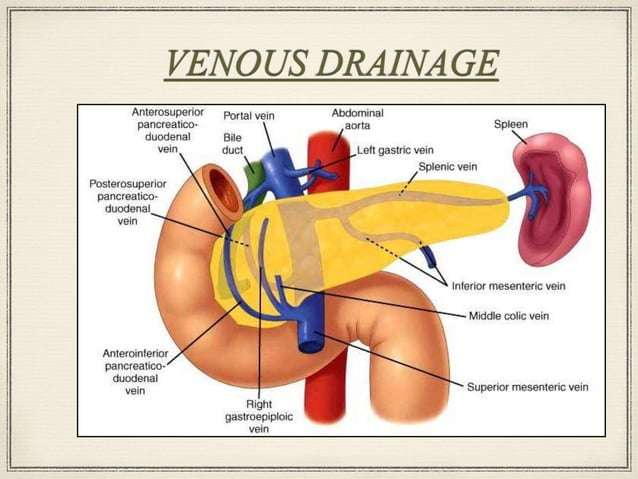 VENOUS DRAINAGE
Anterosuperior
pancreatico-
duodenal
vein
Portal vein
Bile
duct
Abdominal
aorta
Left gastric vein
Splenic vein
Spleen
Posterosuperior
pancreatico-
duodenal
vein
Inferior mesenteric vein
Middle colic vein
Anteroinferior
pancreatico-
duodenal
vein
Superior mesenteric vein
Right
gastroepiploic
vein